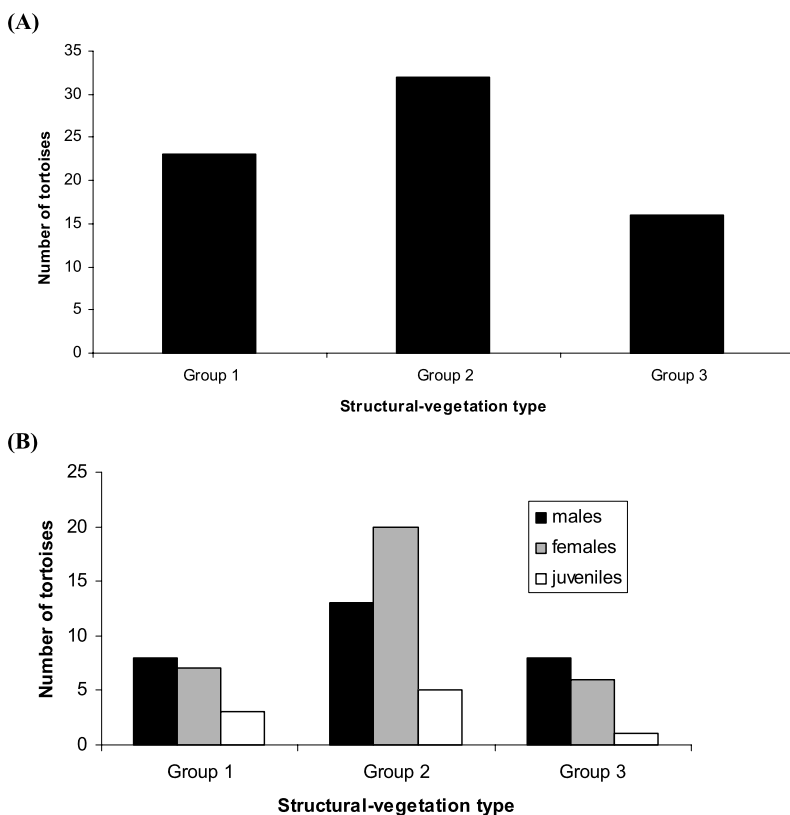 (A)
35
30
25
20
15
10
5
0
Number of tortoises
Group 1 Group 2 Group 3
Structural-vegetation type
(B)
25
20
15
10
5
0
Number of tortoises
males
females
juveniles
Group 1 Group 2 Group 3
Structural-vegetation type